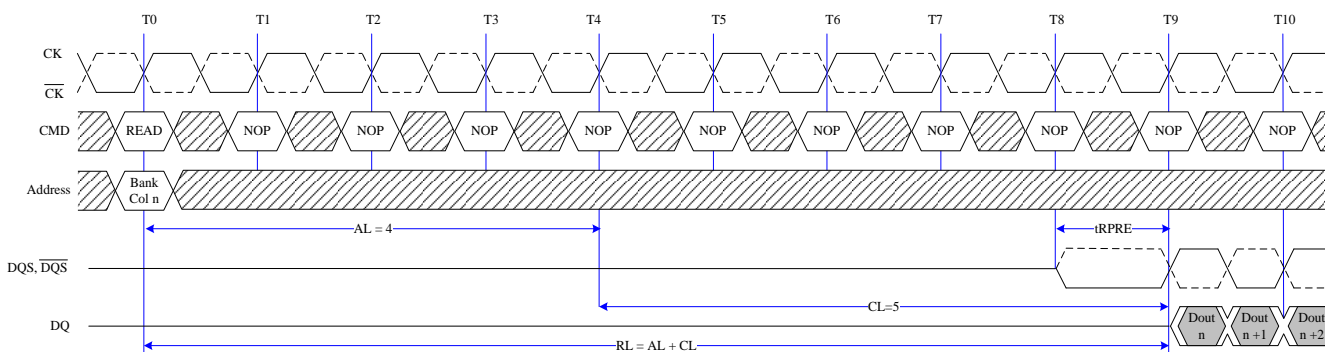 T0 T1 T2 T3 T4 T5 T6 T7 T8 T9 T10
CK
C̅K̅
CMD READ NOP NOP NOP NOP NOP NOP NOP NOP NOP NOP
Address Bank Col n
AL = 4 tRPRE
DQS, D̅Q̅S̅
CL=5
DQ Dout n Dout n +1 Dout n +2
RL = AL + CL